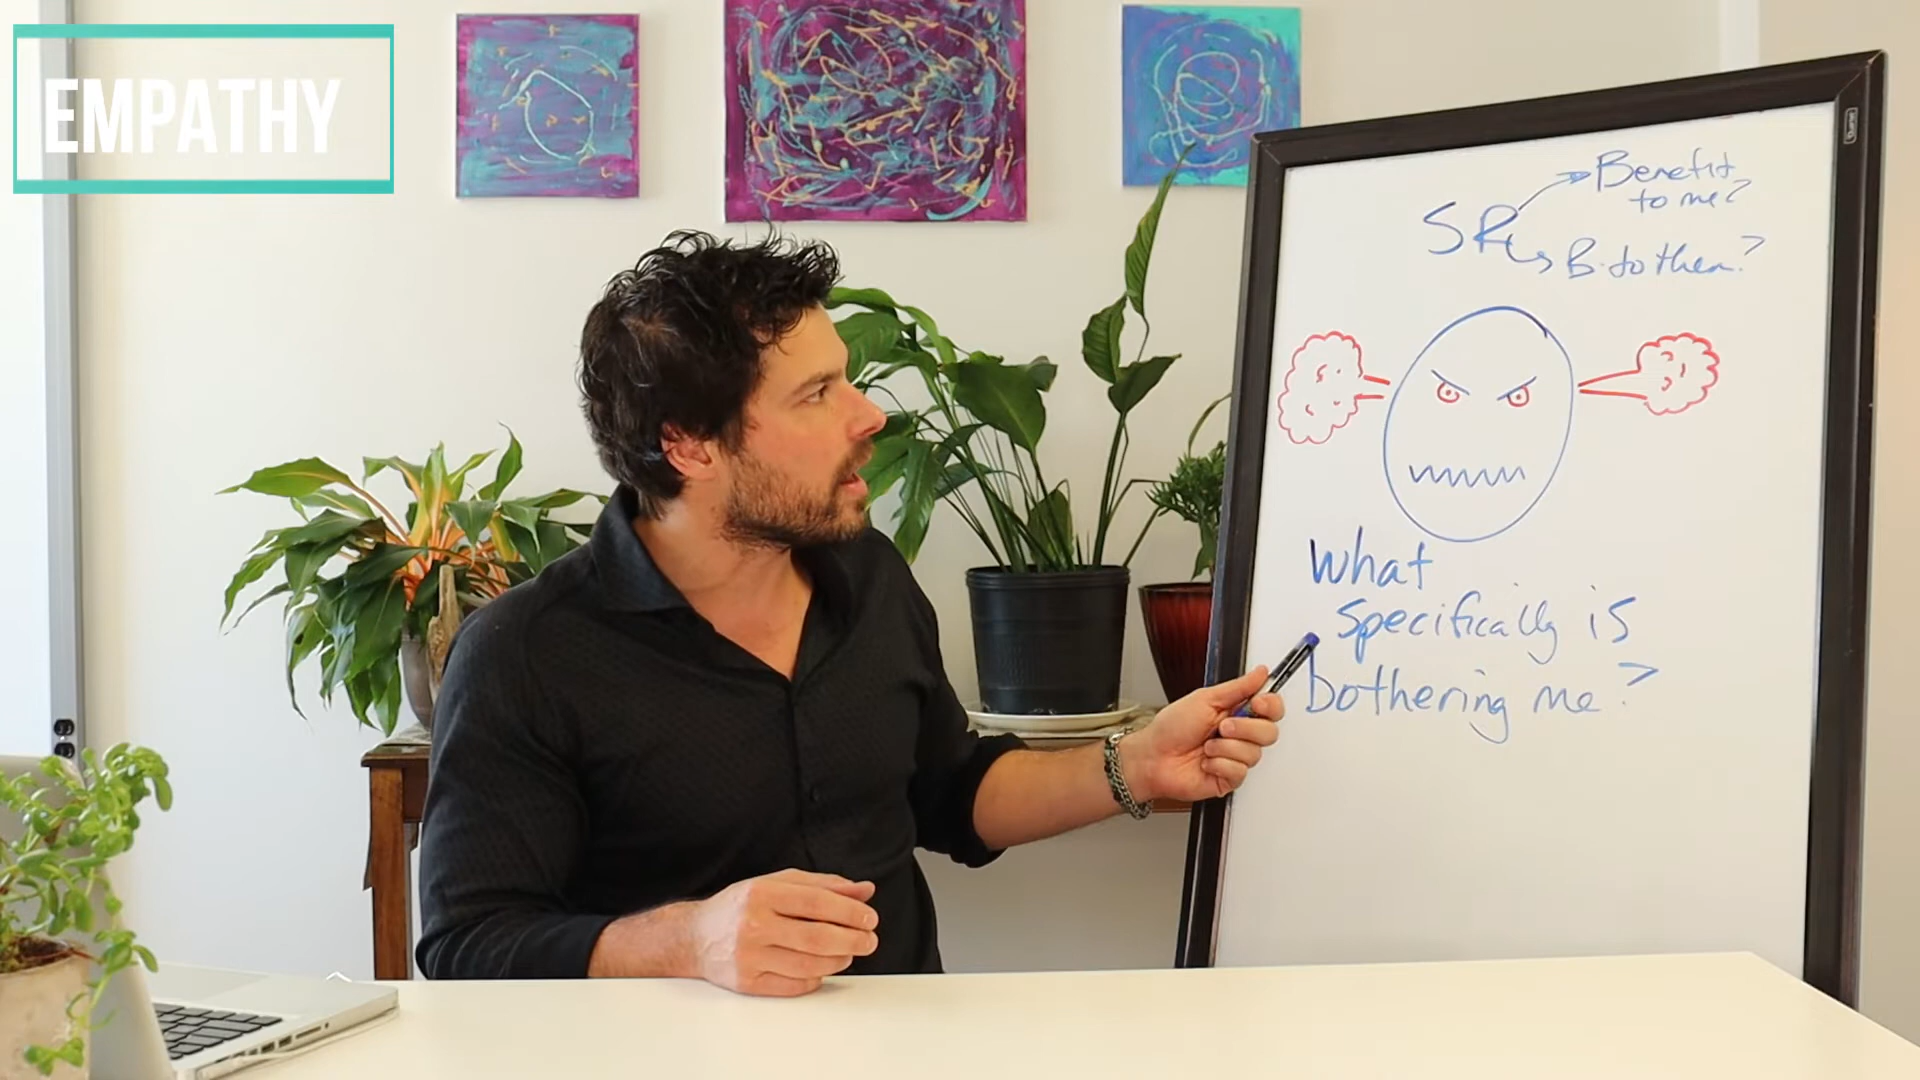 EMPATHY
Benefit
to me?
SR
B. to them?
What
specifically is
bothering me?